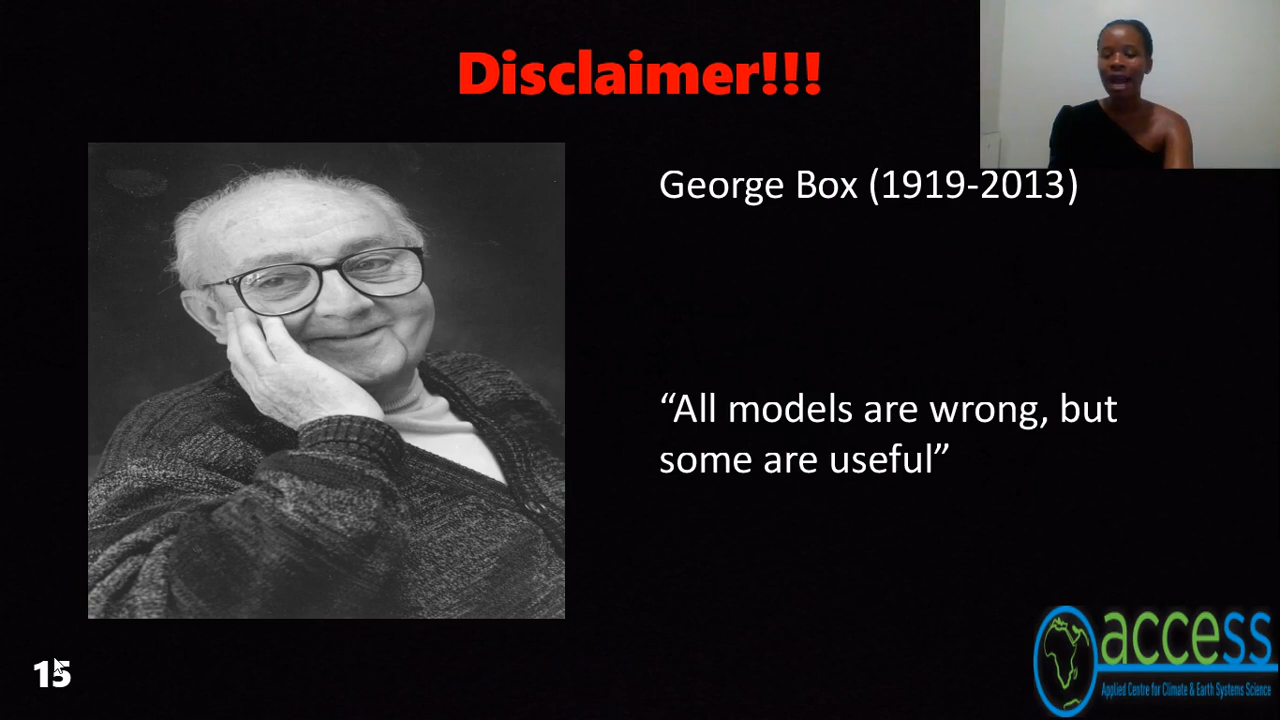 Disclaimer!!!
George Box (1919-2013)
“All models are wrong, but
some are useful”
15
access
Applied Centre for Climate & Earth Systems Science